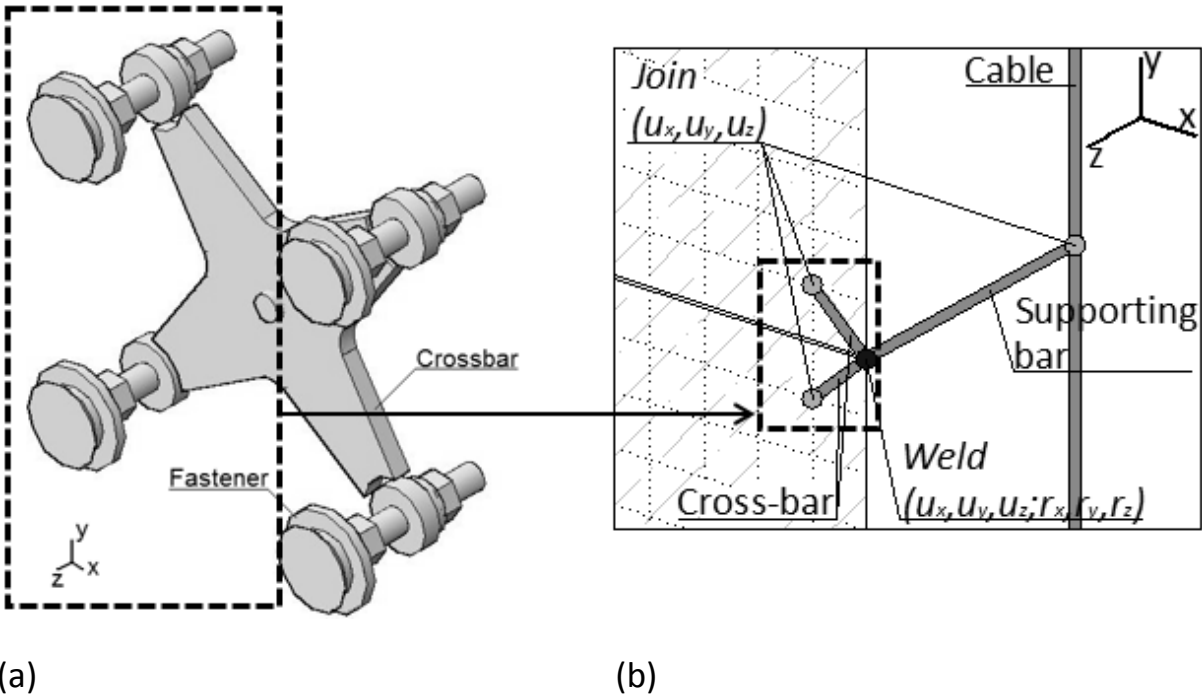 Crossbar
Fastener
y
z x
Join
(ux,uy,uz)
Cable
y
x
z
Supporting
bar
Weld
Cross-bar
(ux,uy,uz;rx,ry,rz)
(a)
(b)